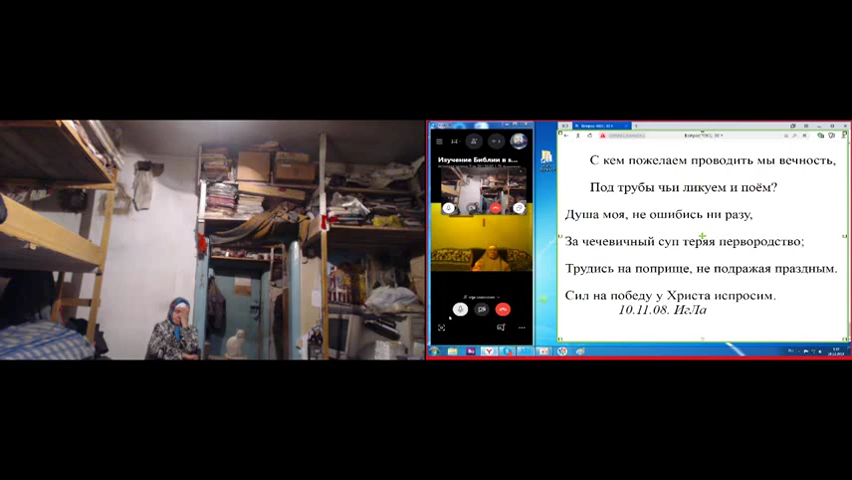 Изучение Библии в в...
С кем пожелаем проводить мы вечность,
Под трубы чьи ликуем и поём?
Душа моя, не ошибись ни разу,
За чечевичный суп теряя первородство;
Трудись на поприще, не подражая праздным.
Сил на победу у Христа испросим.
10.11.08. ИгЛа